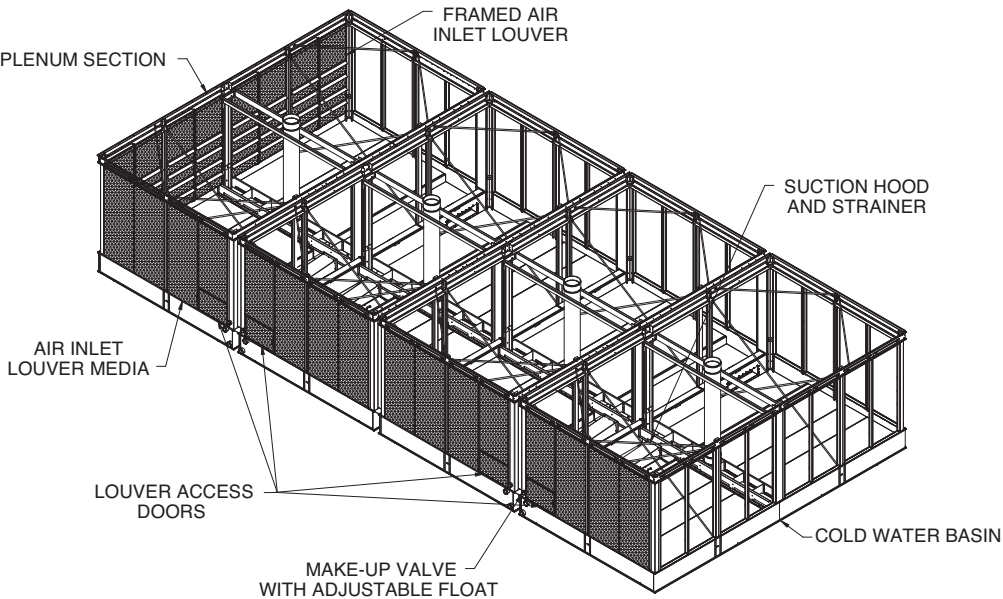 FRAMED AIR
INLET LOUVER
PLENUM SECTION
SUCTION HOOD
AND STRAINER
AIR INLET
LOUVER MEDIA
LOUVER ACCESS
DOORS
COLD WATER BASIN
MAKE-UP VALVE
WITH ADJUSTABLE FLOAT